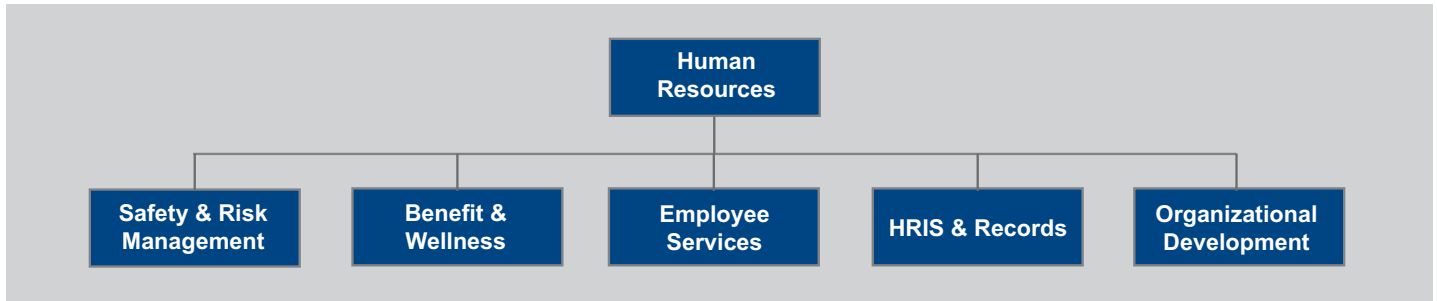 Human
Resources
Safety & Risk
Management
Benefit &
Wellness
Employee
Services
HRIS & Records
Organizational
Development